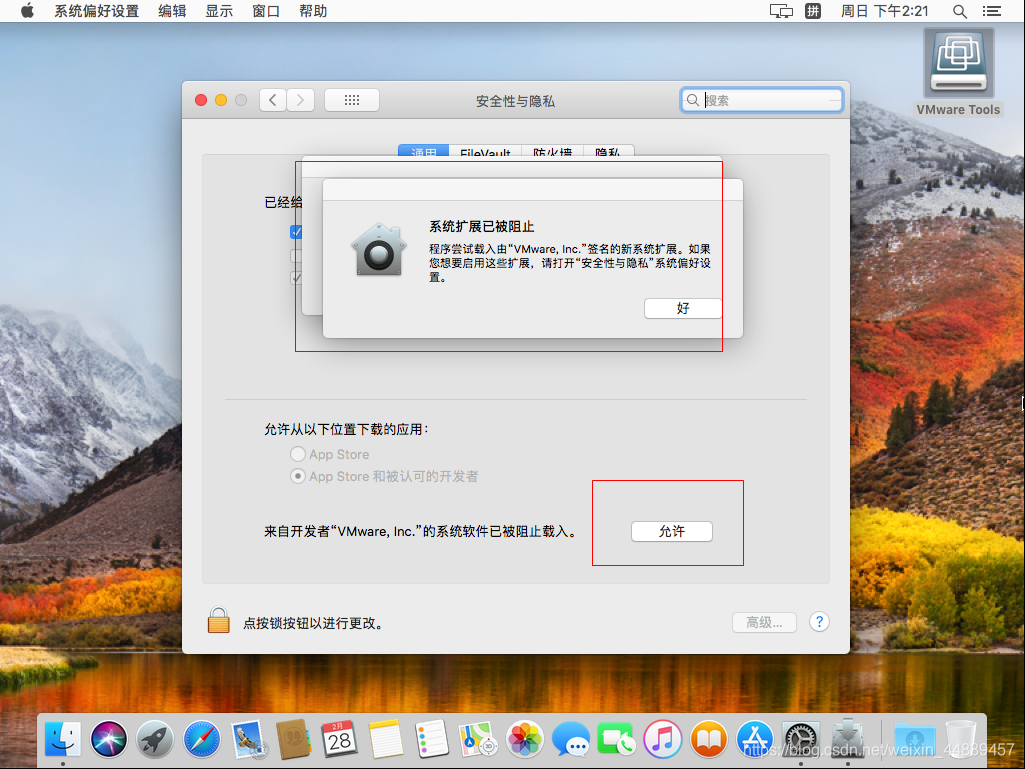 系统偏好设置 编辑 显示 窗口 帮助 拼 周日 下午2:21
VMware Tools
安全性与隐私
搜索
通用 FileVault 防火墙 隐私
已经给
系统扩展已被阻止
程序尝试载入由“VMware, Inc.”签名的新系统扩展。如果
您想要启用这些扩展，请打开“安全性与隐私”系统偏好设
置。
好
允许从以下位置下载的应用：
App Store
App Store 和被认可的开发者
来自开发者“VMware, Inc.”的系统软件已被阻止载入。
允许
点按锁按钮以进行更改。
高级...
?
2月
28
https://blog.csdn.net/weixin_44889457